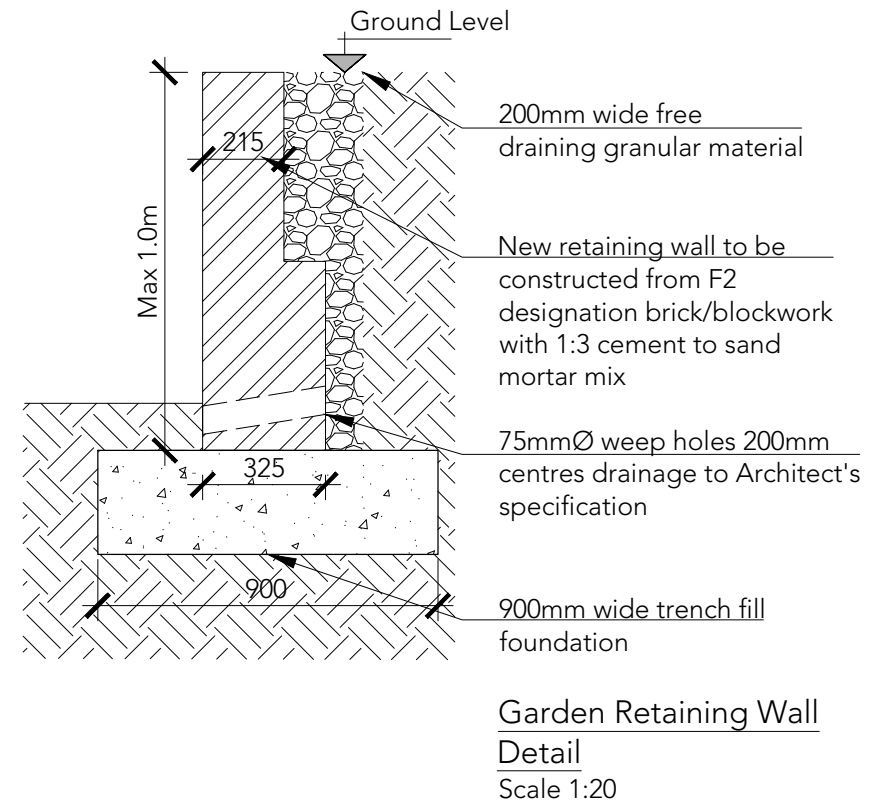 Ground Level
200mm wide free
draining granular material
215
Max 1.0m
New retaining wall to be
constructed from F2
designation brick/blockwork
with 1:3 cement to sand
mortar mix
75mmØ weep holes 200mm
centres drainage to Architect's
specification
325
900
900mm wide trench fill
foundation
Garden Retaining Wall
Detail
Scale 1:20